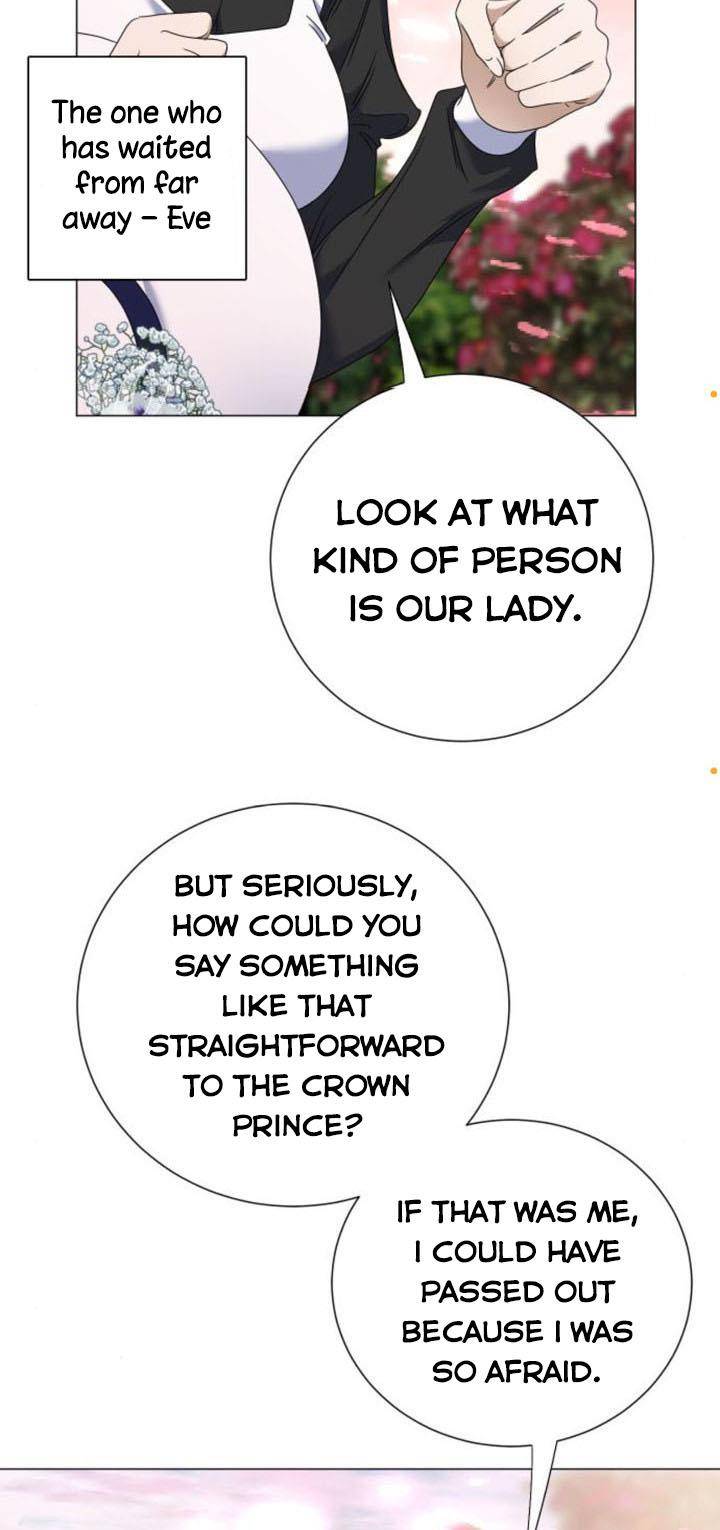 The one who
has waited
from far
away – Eve
LOOK AT WHAT
KIND OF PERSON
IS OUR LADY.
BUT SERIOUSLY,
HOW COULD YOU
SAY SOMETHING
LIKE THAT
STRAIGHTFORWARD
TO THE CROWN
PRINCE?
IF THAT WAS ME,
I COULD HAVE
PASSED OUT
BECAUSE I WAS
SO AFRAID.